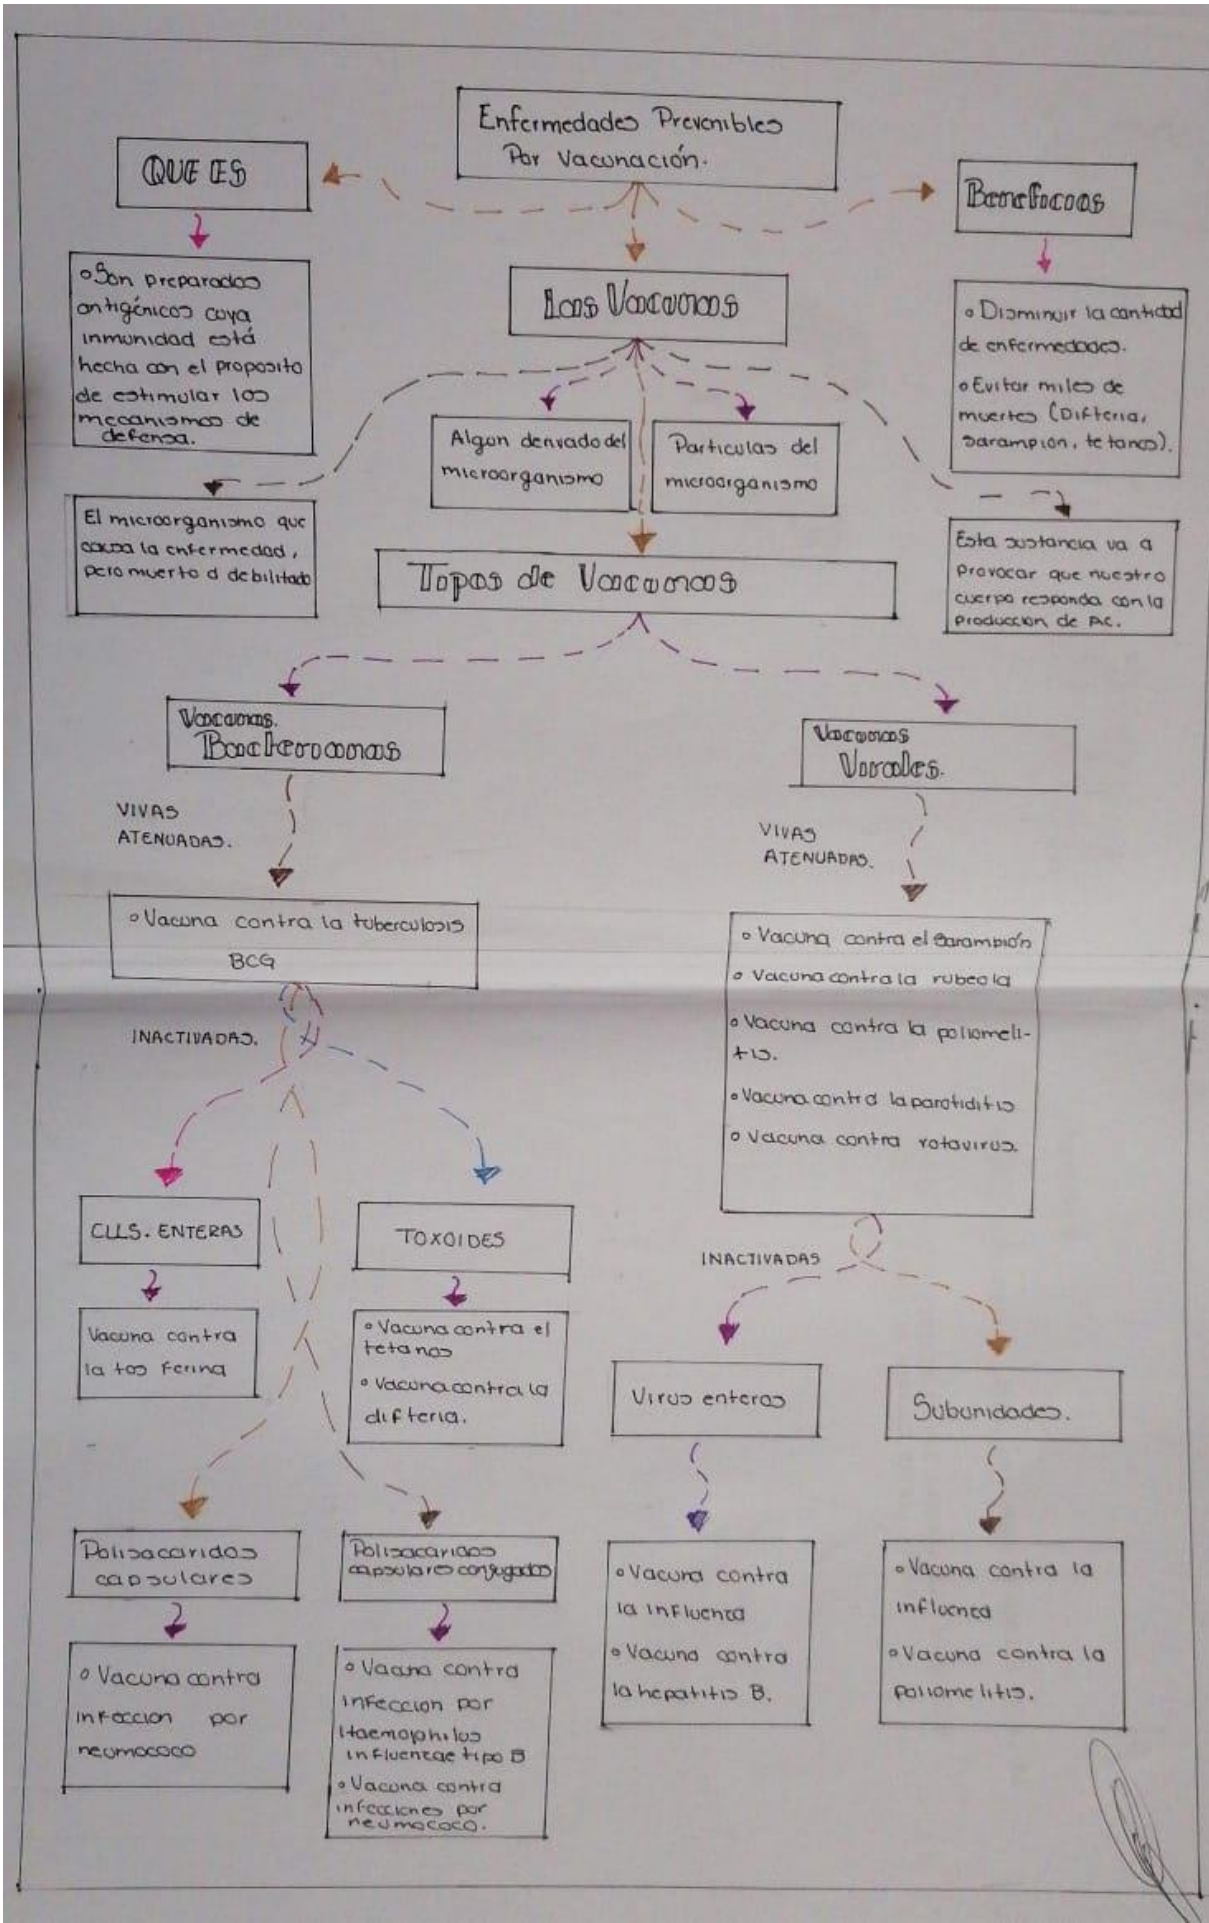 Enfermedades Prevenibles
Por Vacunación.
QUE ES
Beneficios
Son preparados
antigénicos cuya
inmunidad está
hecha con el proposito
de estimular los
mecanismos de
defensa.
Las Vacunas
Disminuir la cantidad
de enfermedades.
Evitar miles de
muertes (Difteria,
sarampion, tetanos).
Algun derivado del
microorganismo
Particulas del
microorganismo
El microorganismo que
causa la enfermedad,
pero muerto o debilitado
Tipos de Vacunas
Esta sustancia va a
provocar que nuestro
cuerpo responda con la
produccion de AC.
Vacunas.
Bacterianas
Vacunas
Virales.
VIVAS
ATENUADAS.
VIVAS
ATENUADAS.
Vacuna contra la tuberculosis
BCG
Vacuna contra el Sarampión
Vacuna contra la rubeola
Vacuna contra la poliomeli-
tis.
Vacuna contra la parotiditis
Vacuna contra rotavirus.
INACTIVADAS.
CLLS. ENTERAS
TOXOIDES
INACTIVADAS
Vacuna contra
la tos ferina
Vacuna contra el
tetanos
Vacuna contra la
difteria.
Virus enteros
Subunidades.
Polisacaridos
capsulares
Polisacaridos
capsulares conjugados
Vacuna contra
la influenza
Vacuna contra
la hepatitis B.
Vacuna contra la
influenza
Vacuna contra la
poliomelitis.
Vacuna contra
infeccion por
neumococo
Vacuna contra
infeccion por
Haemophilus
influenzae tipo B
Vacuna contra
infecciones por
neumococo.